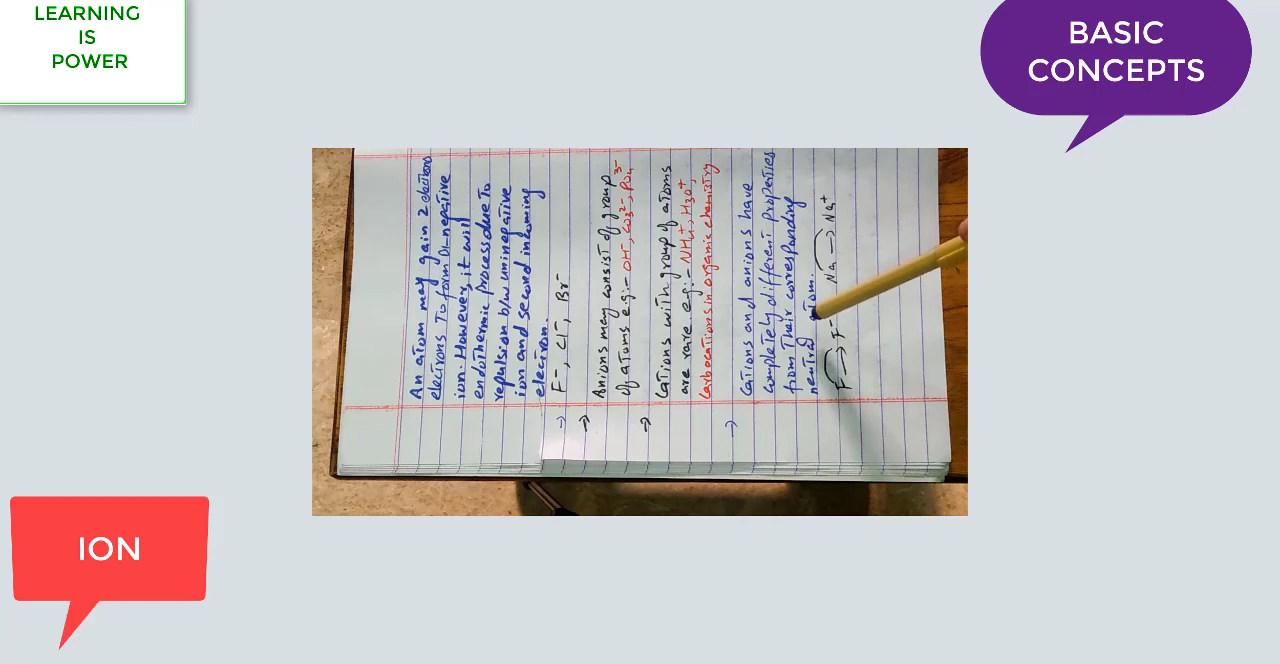 LEARNING
IS
POWER
BASIC
CONCEPTS
An atom may gain 2 electrons
electrons to form Di-negative
ion. However, it will
endothermic process due to
repulsion b/w uninegative
ion and second incoming
electron.
→ F⁻, Cl⁻, Br⁻
→ Anions may consist of group
of atoms e.g:- OH⁻, CO₃²⁻, PO₄³⁻
→ Cations with group of atoms
are rare. e.g:- NH₄⁺, H₃O⁺,
Carbocations in organic chemistry
→ Cations and anions have
completely different properties
from their corresponding
neutral atom.
F → F⁻ Na → Na⁺
ION